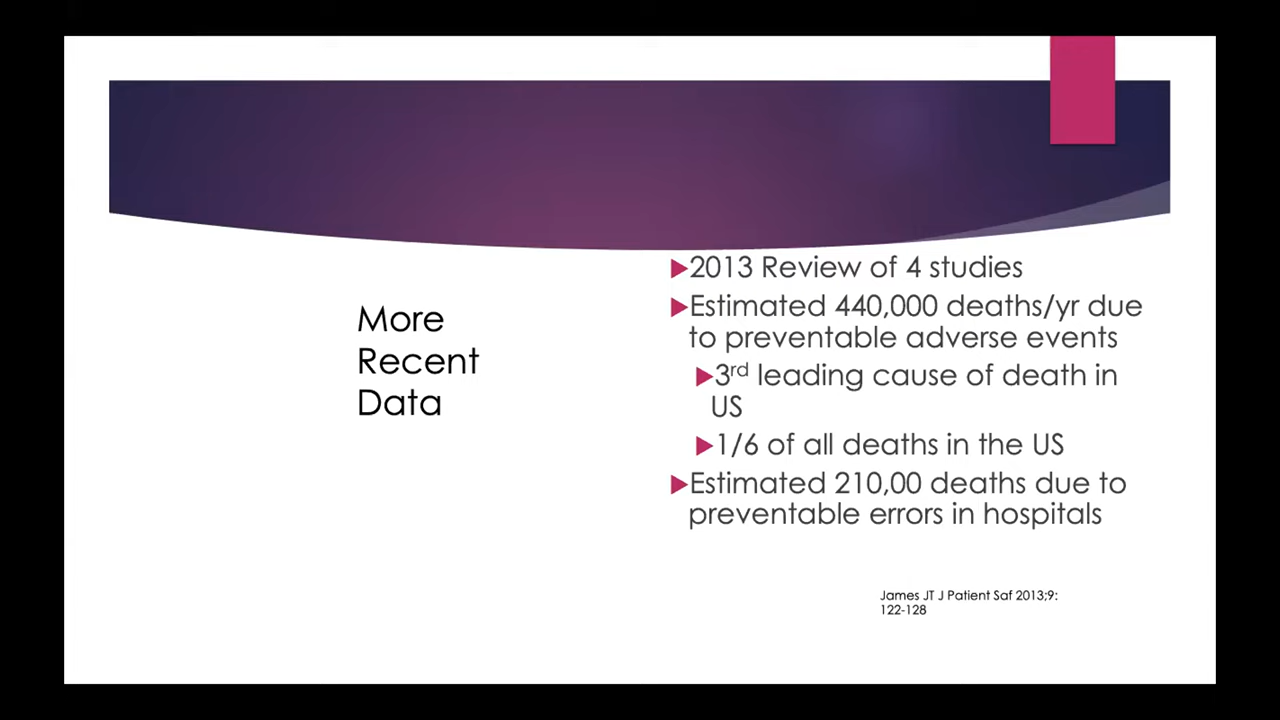 More
Recent
Data
►2013 Review of 4 studies
►Estimated 440,000 deaths/yr due
to preventable adverse events
►3rd leading cause of death in
US
►1/6 of all deaths in the US
►Estimated 210,00 deaths due to
preventable errors in hospitals
James JT J Patient Saf 2013;9:
122-128